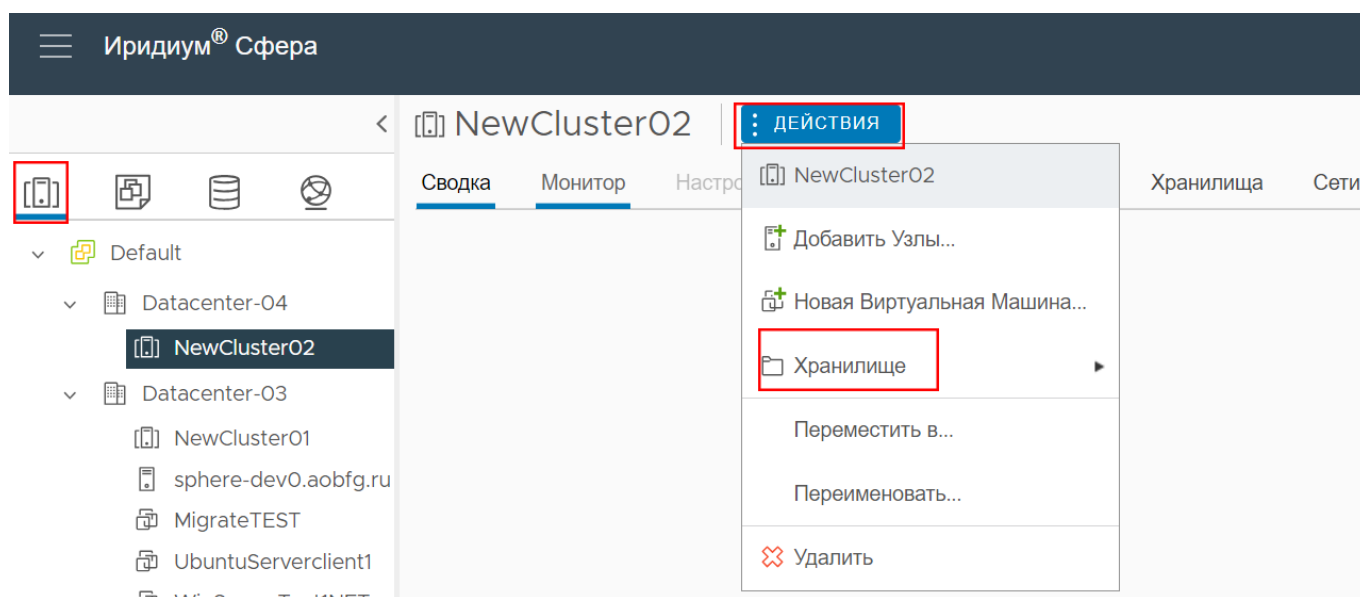 Иридиум® Сфера
NewCluster02
ДЕЙСТВИЯ
Сводка Монитор Настро Хранилища Сети
NewCluster02
Добавить Узлы...
Новая Виртуальная Машина...
Хранилище
Переместить в...
Переименовать...
Удалить
Default
Datacenter-04
NewCluster02
Datacenter-03
NewCluster01
sphere-dev0.aobfg.ru
MigrateTEST
UbuntuServerclient1